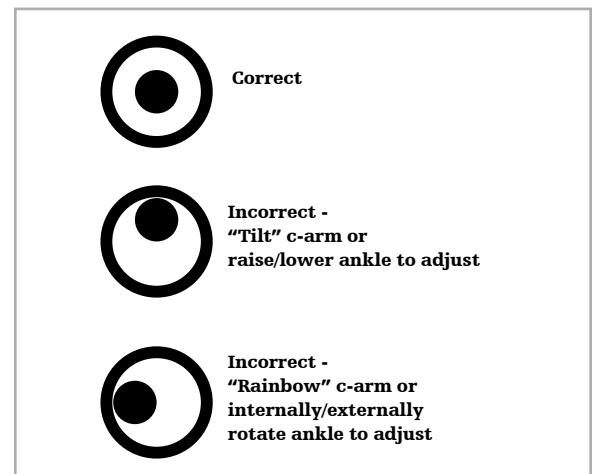 Correct
Incorrect -
“Tilt” c-arm or
raise/lower ankle to adjust
Incorrect -
“Rainbow” c-arm or
internally/externally
rotate ankle to adjust